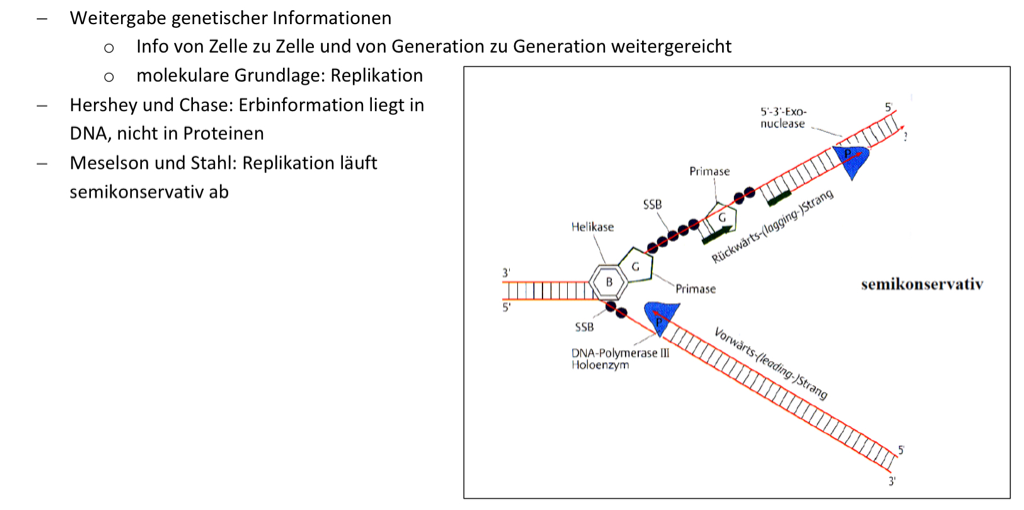 – Weitergabe genetischer Informationen
o Info von Zelle zu Zelle und von Generation zu Generation weitergereicht
o molekulare Grundlage: Replikation
– Hershey und Chase: Erbinformation liegt in
DNA, nicht in Proteinen
– Meselson und Stahl: Replikation läuft
semikonservativ ab
5'-3'-Exo-
nuclease
5'
P
Primase
G
SSB
Rückwärts-(lagging-)Strang
Helikase
G
B
3'
5'
Primase
semikonservativ
SSB
P
DNA-Polymerase III
Holoenzym
Vorwärts-(leading-)Strang
5'
3'